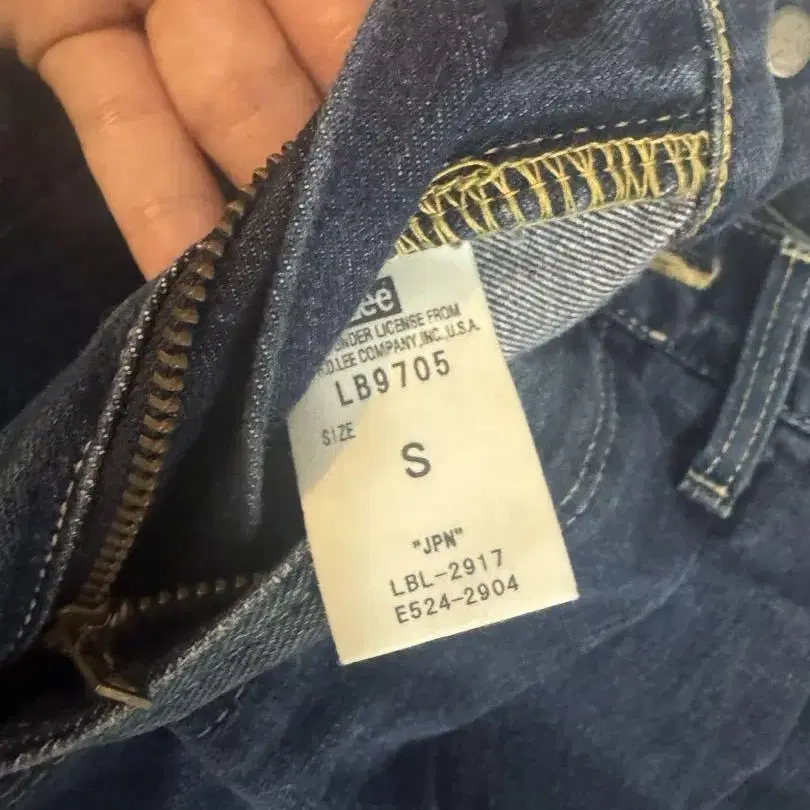 Lee
UNDER LICENSE FROM
H.D.LEE COMPANY,INC.,U.S.A.
LB9705
SIZE
S
"JPN"
LBL-2917
E524-2904